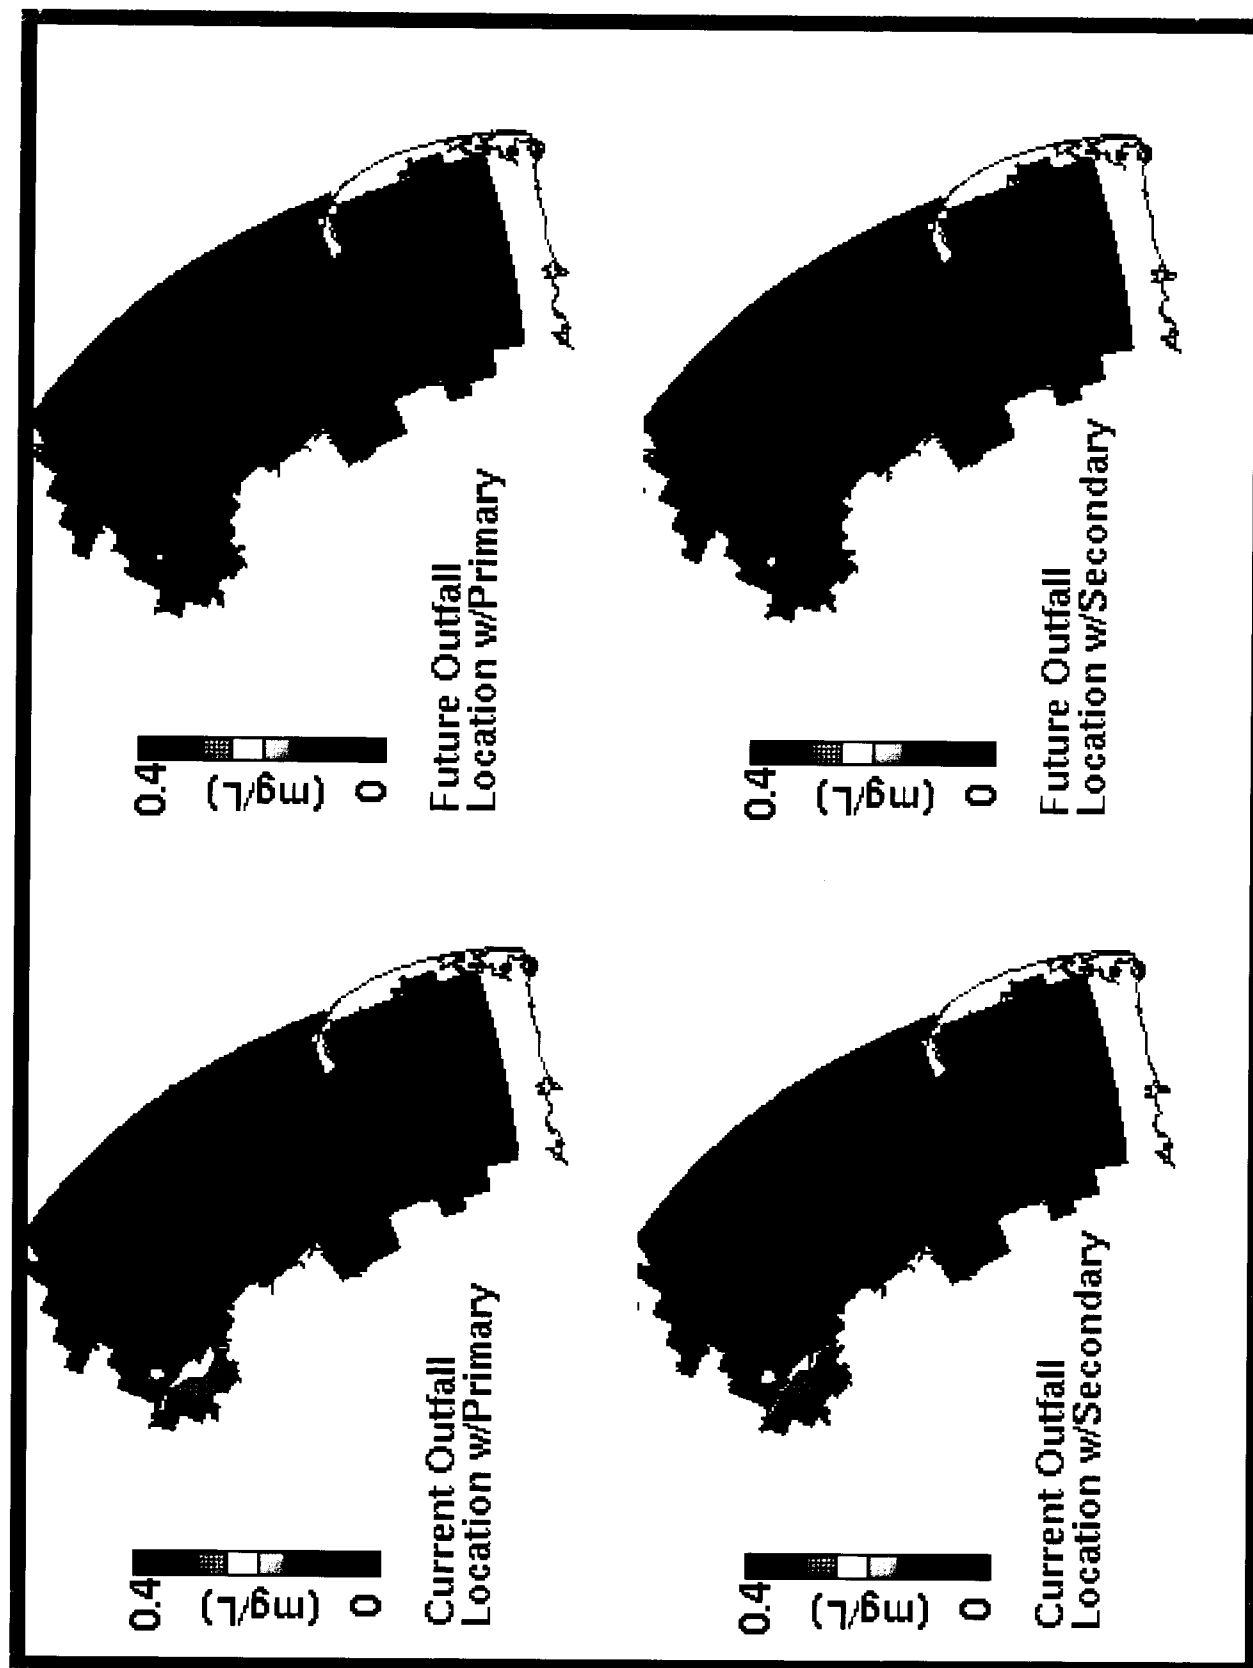 0 (mg/L) 0.4
Current Outfall
Location w/Primary
0 (mg/L) 0.4
Future Outfall
Location w/Primary
0 (mg/L) 0.4
Current Outfall
Location w/Secondary
0 (mg/L) 0.4
Future Outfall
Location w/Secondary